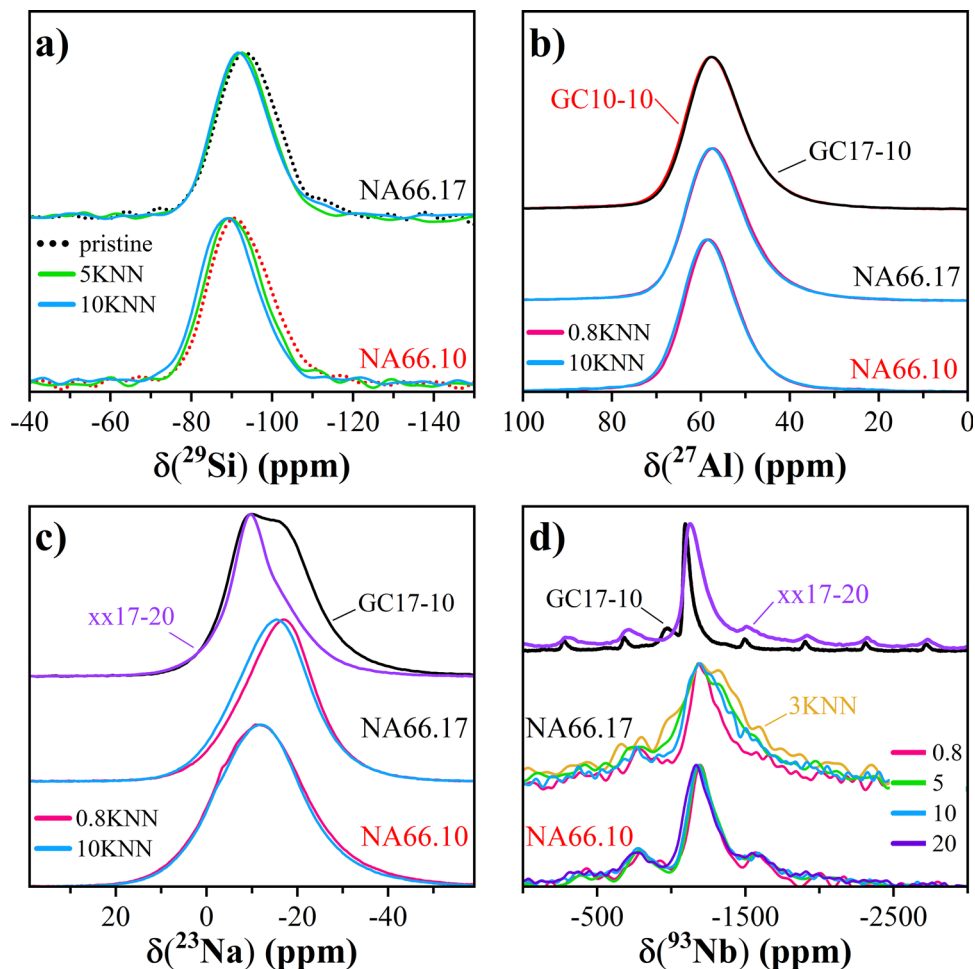 a)
NA66.17
pristine
5KNN
10KNN
NA66.10
-40 -60 -80 -100 -120 -140
δ(²⁹Si) (ppm)
b)
GC10-10
GC17-10
NA66.17
0.8KNN
10KNN
NA66.10
100 80 60 40 20 0
δ(²⁷Al) (ppm)
c)
xx17-20
GC17-10
NA66.17
0.8KNN
10KNN
NA66.10
20 0 -20 -40
δ(²³Na) (ppm)
d)
GC17-10
xx17-20
NA66.17
3KNN
0.8
5
10
20
NA66.10
-500 -1500 -2500
δ(⁹³Nb) (ppm)